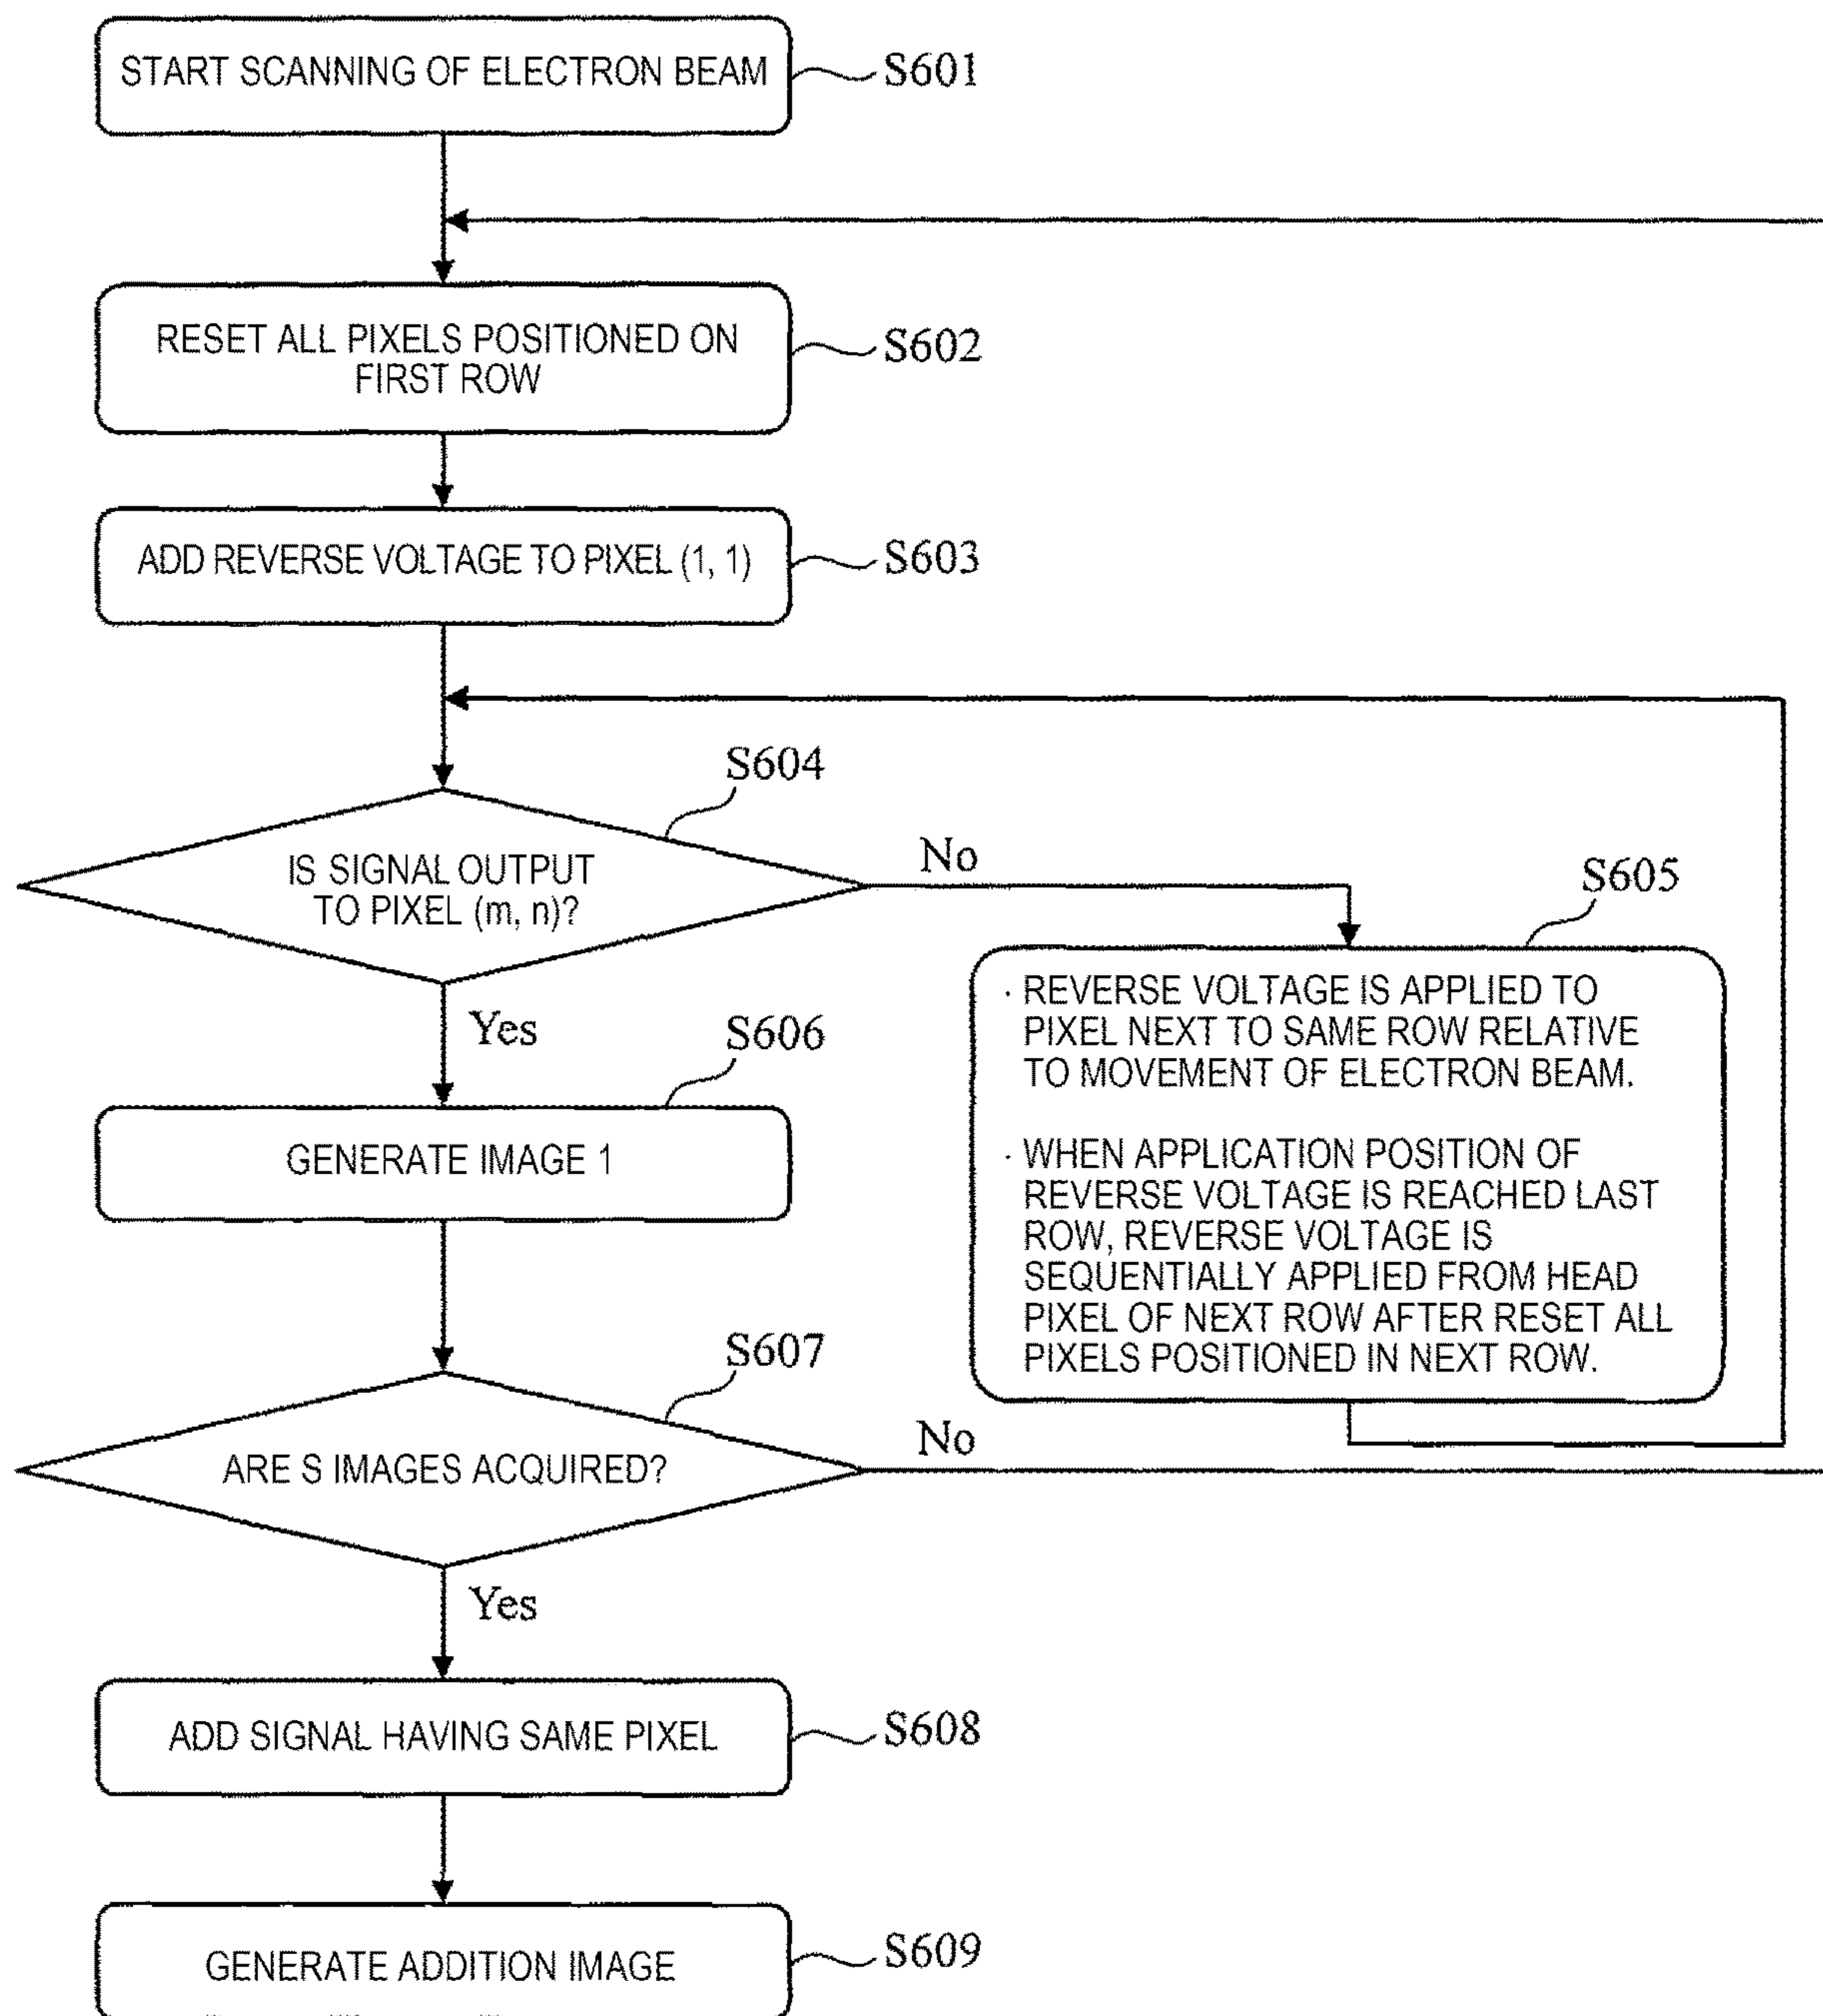 START SCANNING OF ELECTRON BEAM
S601
RESET ALL PIXELS POSITIONED ON
FIRST ROW
S602
ADD REVERSE VOLTAGE TO PIXEL (1, 1)
S603
S604
IS SIGNAL OUTPUT
TO PIXEL (m, n)?
No
S605
· REVERSE VOLTAGE IS APPLIED TO
PIXEL NEXT TO SAME ROW RELATIVE
TO MOVEMENT OF ELECTRON BEAM.
· WHEN APPLICATION POSITION OF
REVERSE VOLTAGE IS REACHED LAST
ROW, REVERSE VOLTAGE IS
SEQUENTIALLY APPLIED FROM HEAD
PIXEL OF NEXT ROW AFTER RESET ALL
PIXELS POSITIONED IN NEXT ROW.
Yes
S606
GENERATE IMAGE 1
S607
ARE S IMAGES ACQUIRED?
No
Yes
ADD SIGNAL HAVING SAME PIXEL
S608
GENERATE ADDITION IMAGE
S609